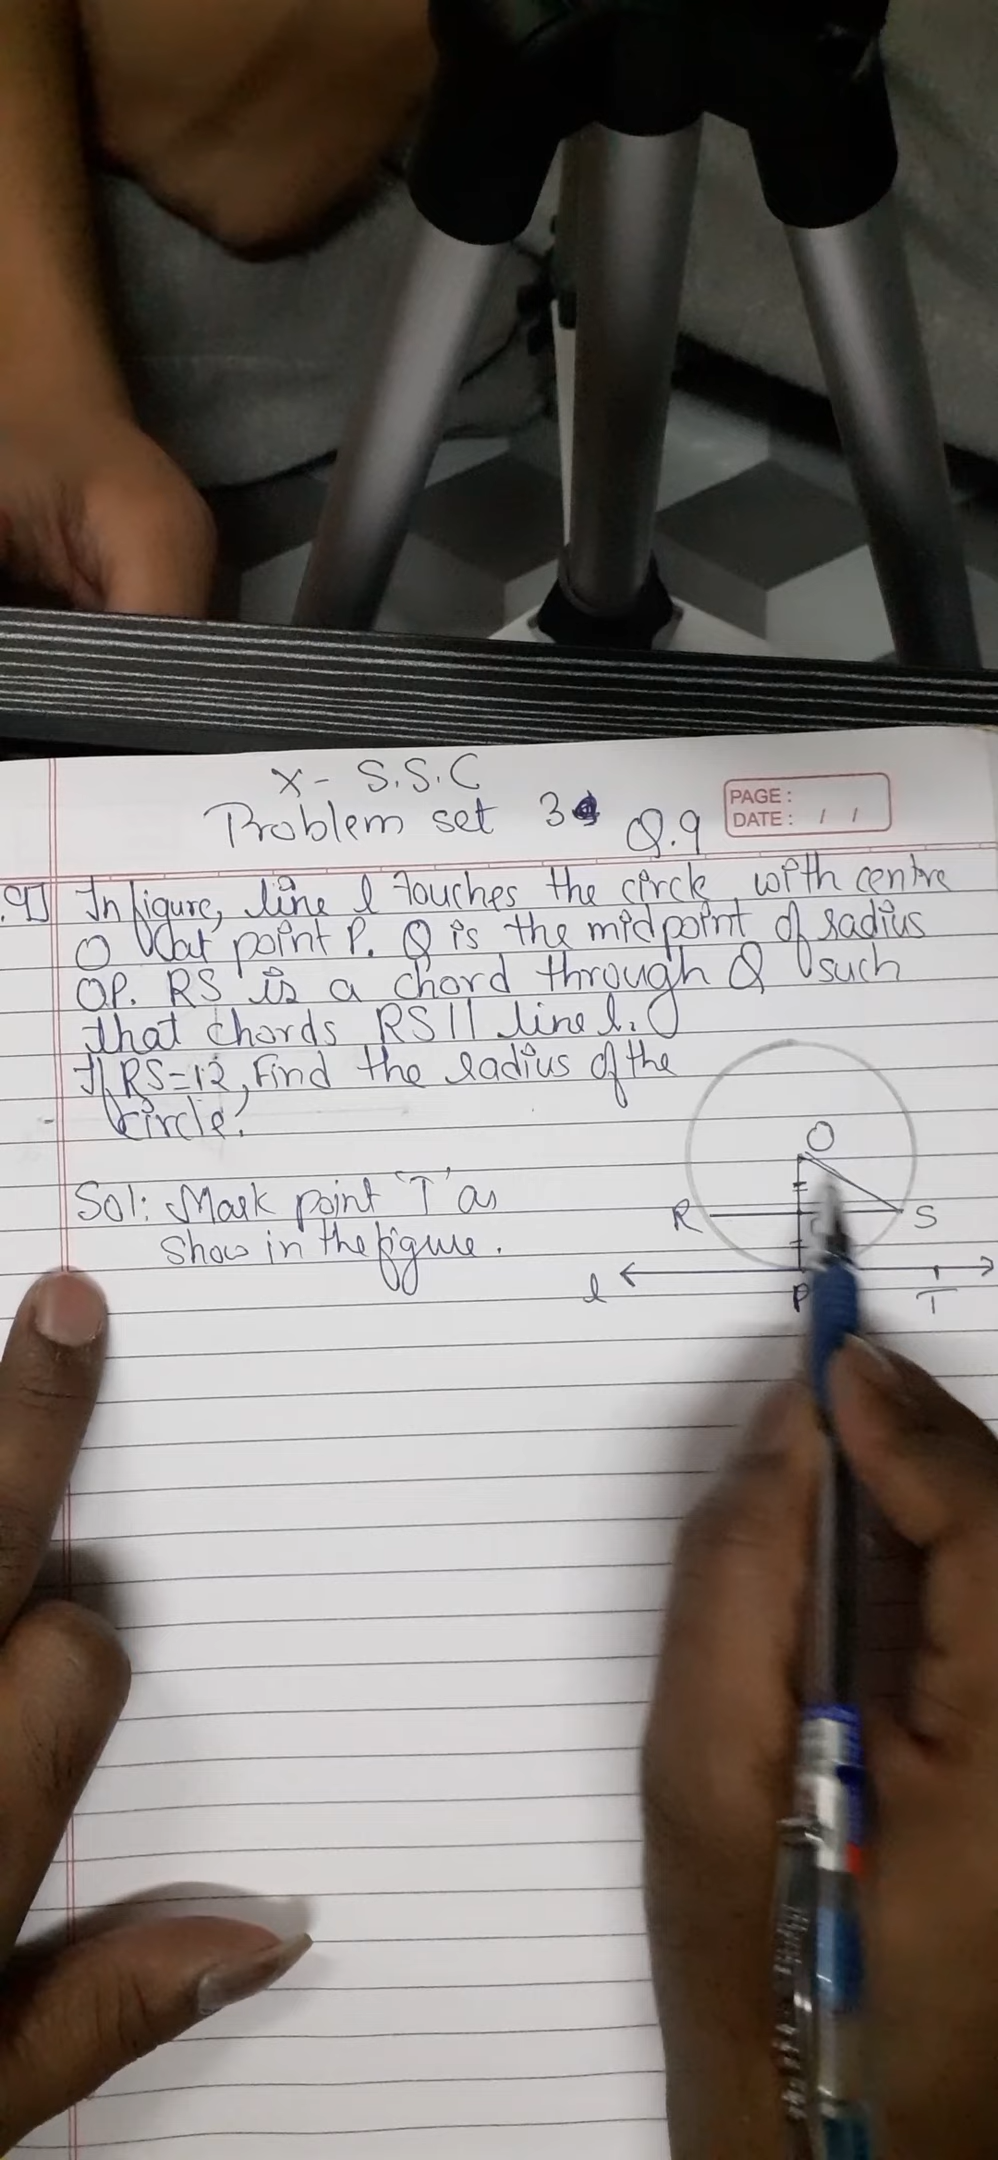 X - S.S.C
Problem set 3
Q.9
PAGE :
DATE : / /
.9] In figure, line l touches the circle with centre
O at point P. Q is the midpoint of radius
OP. RS is a chord through Q such
that chords RS || line l.
If RS=12, Find the radius of the
circle.
Sol: Mark point 'T' as
Show in the figure.
O
R
S
l
P
T